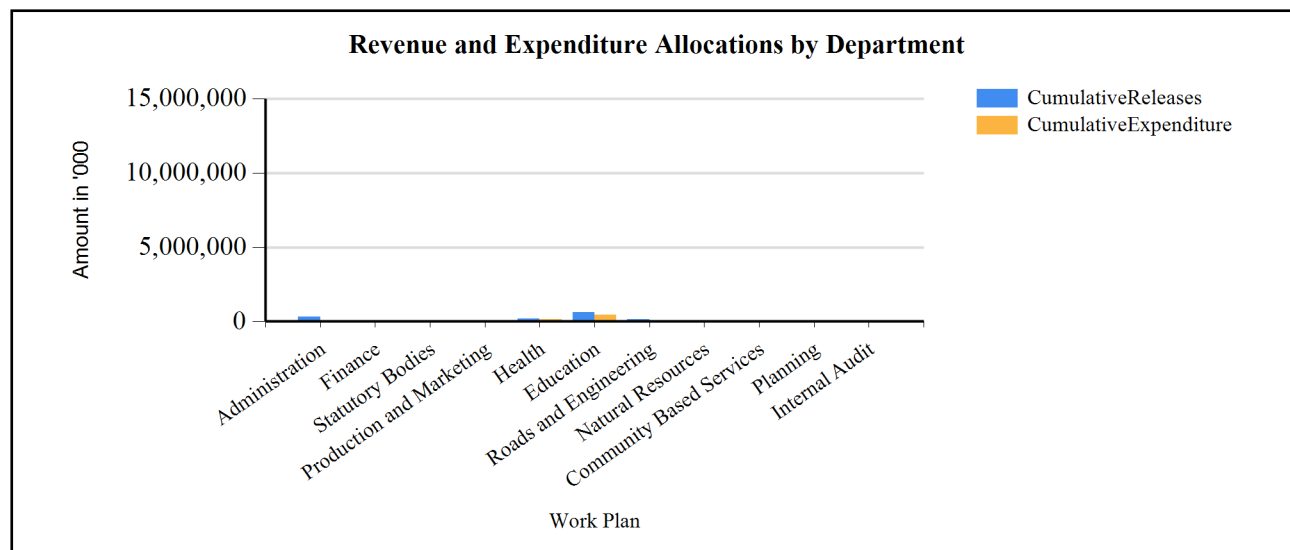 Revenue and Expenditure Allocations by Department
15,000,000
10,000,000
5,000,000
0
Amount in '000
CumulativeReleases
CumulativeExpenditure
Administration
Finance
Statutory Bodies
Production and Marketing
Health
Education
Roads and Engineering
Natural Resources
Community Based Services
Planning
Internal Audit
Work Plan